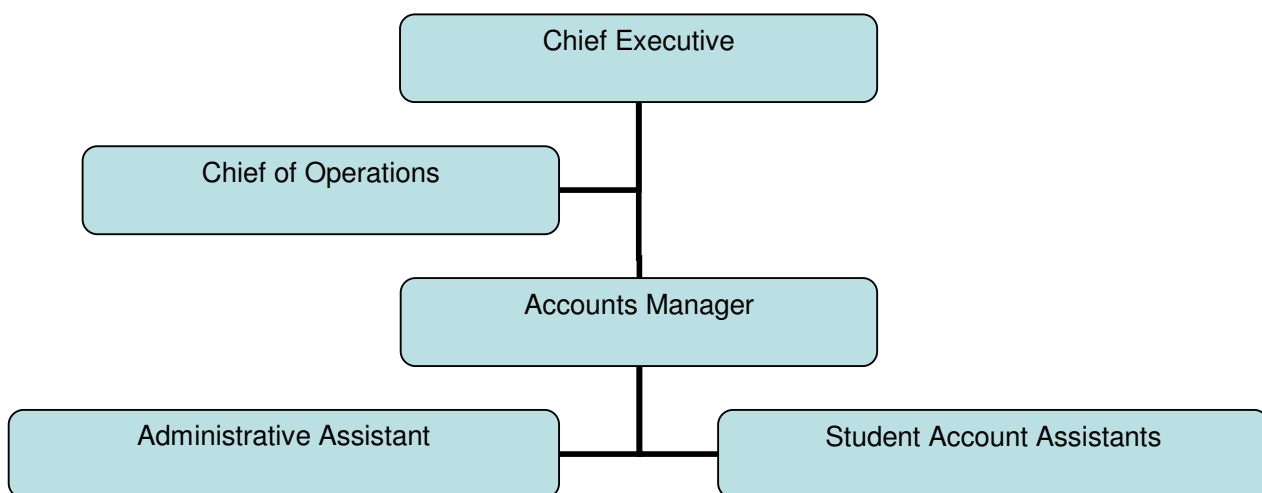 Chief Executive
Chief of Operations
Accounts Manager
Administrative Assistant
Student Account Assistants